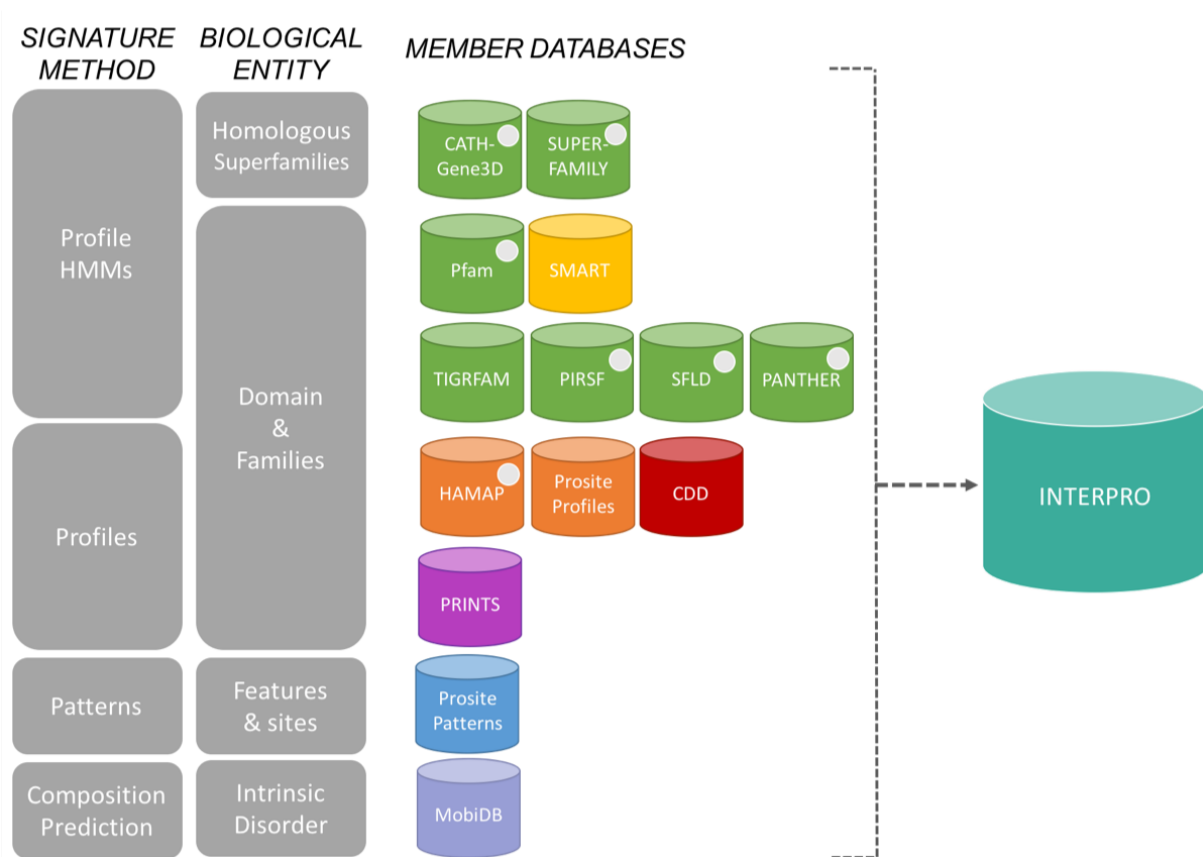 SIGNATURE
METHOD
BIOLOGICAL
ENTITY
MEMBER DATABASES
Profile
HMMs
Profiles
Patterns
Composition
Prediction
Homologous
Superfamilies
Domain
&
Families
Features
& sites
Intrinsic
Disorder
CATH-
Gene3D
SUPER-
FAMILY
Pfam
SMART
TIGRFAM
PIRSF
SFLD
PANTHER
HAMAP
Prosite
Profiles
CDD
PRINTS
Prosite
Patterns
MobiDB
INTERPRO